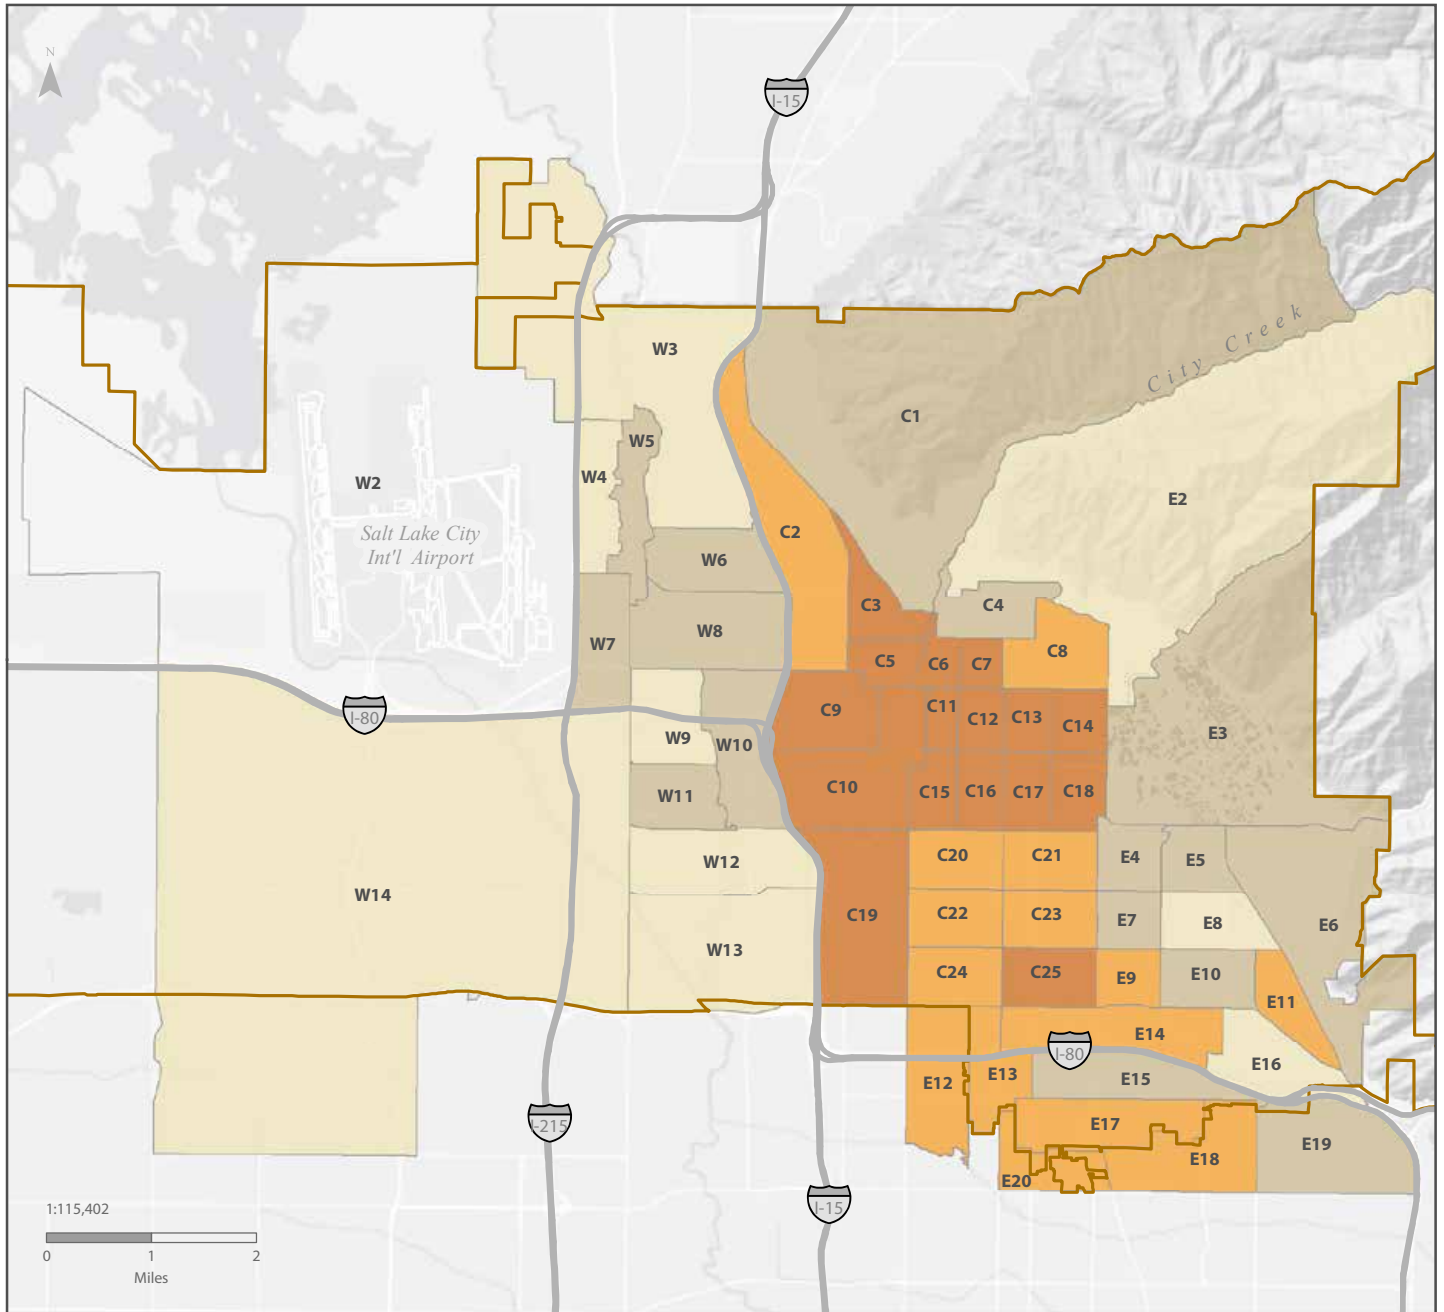 N
I-15
City Creek
W3
C1
W5
W4
W2
E2
Salt Lake City
Int'l Airport
C2
W6
C3
C4
W8
W7
C8
C5
C6
C7
C9
C11
C12
C13
C14
I-80
W9
W10
E3
C10
C15
C16
C17
C18
W11
W12
C20
C21
E4
E5
W14
C19
C22
C23
E7
E8
E6
W13
C24
C25
E9
E10
E11
E14
I-80
E16
E12
E13
E15
I-215
E17
E19
E18
E20
I-15
1:115,402
0 1 2
Miles